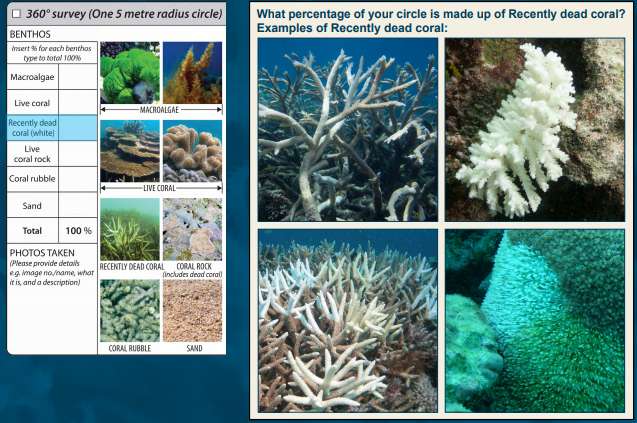 360° survey (One 5 metre radius circle)
BENTHOS
Insert % for each benthos
type to total 100%
Macroalgae
Live coral
Recently dead
coral (white)
Live
coral rock
Coral rubble
Sand
Total 100 %
PHOTOS TAKEN
(Please provide details
e.g. image no./name, what
it is, and a description)
MACROALGAE
LIVE CORAL
RECENTLY DEAD CORAL
CORAL ROCK
(includes dead coral)
CORAL RUBBLE
SAND
What percentage of your circle is made up of Recently dead coral?
Examples of Recently dead coral: